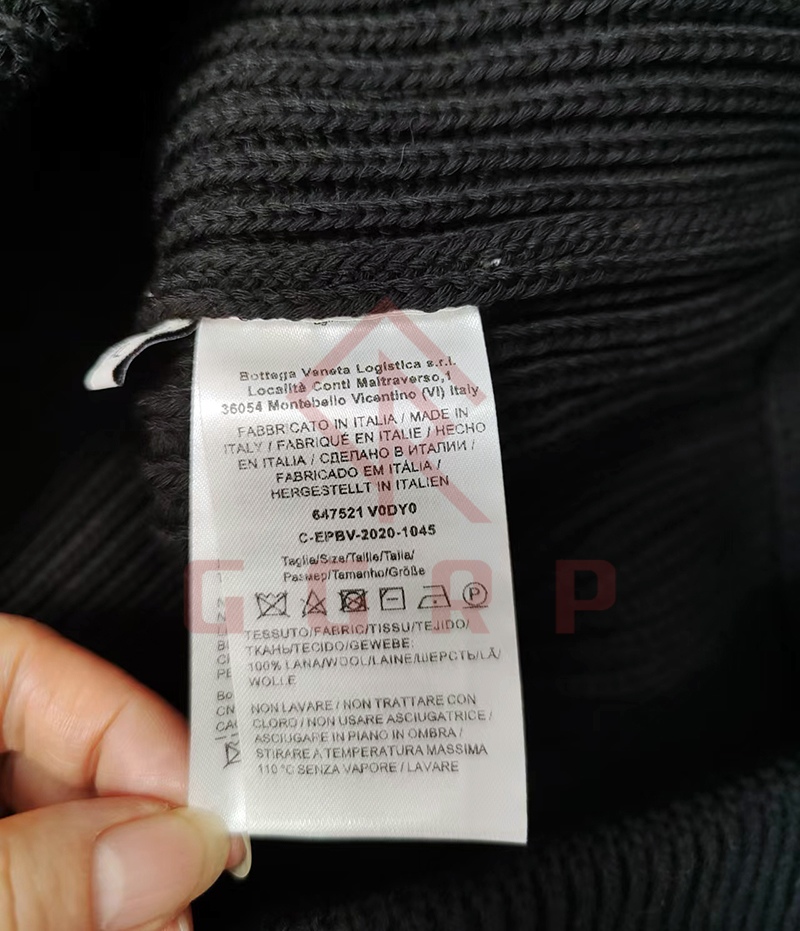 Bottega Veneta Logistica s.r.l.
Località Conti Maltraverso,1
36054 Montebello Vicentino (VI) Italy
FABBRICATO IN ITALIA / MADE IN
ITALY / FABRIQUÉ EN ITALIE / HECHO
EN ITALIA / СДЕЛАНО В ИТАЛИИ /
FABRICADO EM ITÁLIA /
HERGESTELLT IN ITALIEN
647521 V0DY0
C-EPBV-2020-1045
Taglia/Size/Taille/Talla/
Размер/Tamanho/Größe
P
TESSUTO/FABRIC/TISSU/TEJIDO/
ТКАНЬ/TECIDO/GEWEBE:
100% LANA/WOOL/LAINE/ШЕРСТЬ/LÃ/
WOLLE
NON LAVARE / NON TRATTARE CON
CLORO / NON USARE ASCIUGATRICE /
ASCIUGARE IN PIANO IN OMBRA /
STIRARE A TEMPERATURA MASSIMA
110 °C SENZA VAPORE / LAVARE